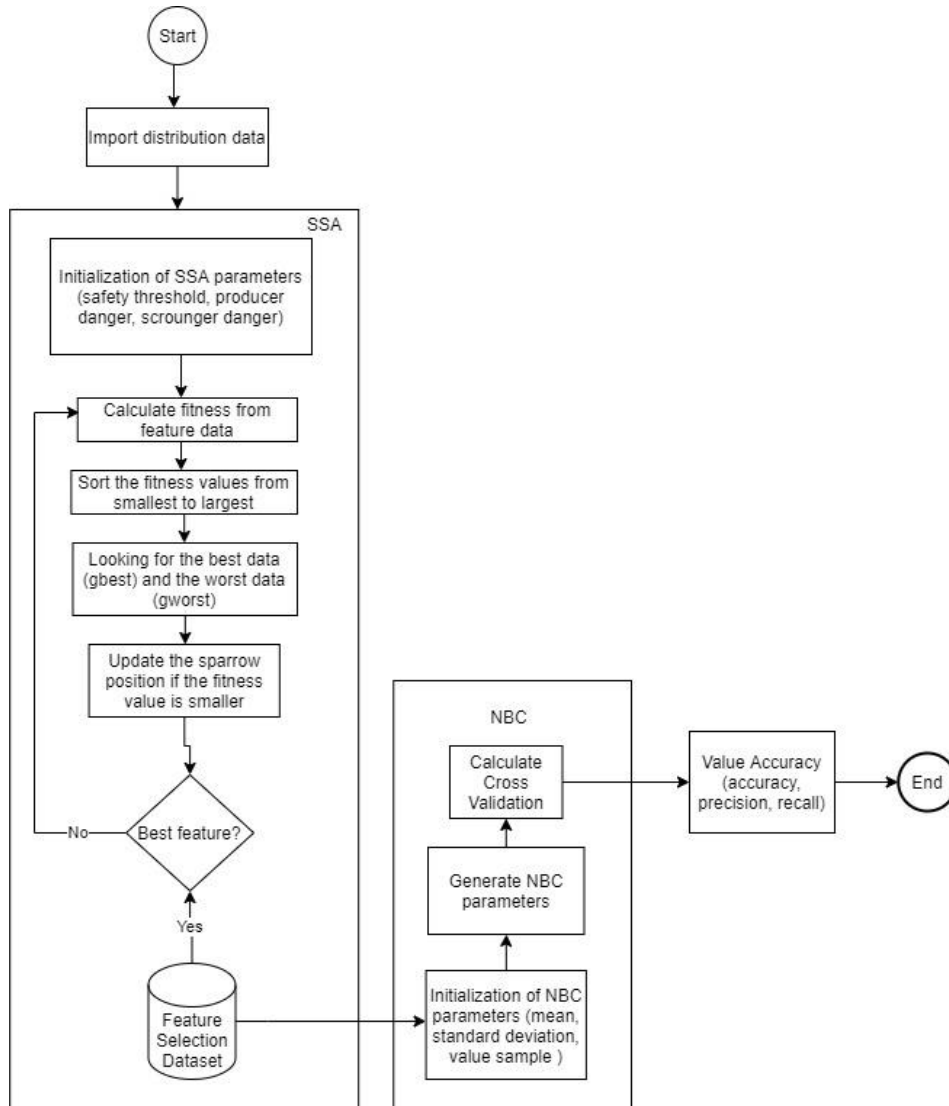 Start
Import distribution data
SSA
Initialization of SSA parameters
(safety threshold, producer
danger, scrounger danger)
Calculate fitness from
feature data
Sort the fitness values from
smallest to largest
Looking for the best data
(gbest) and the worst data
(gworst)
Update the sparrow
position if the fitness
value is smaller
Best feature?
No
Yes
Feature
Selection
Dataset
NBC
Calculate
Cross
Validation
Generate NBC
parameters
Initialization of NBC
parameters (mean,
standard deviation,
value sample )
Value Accuracy
(accuracy,
precision, recall)
End